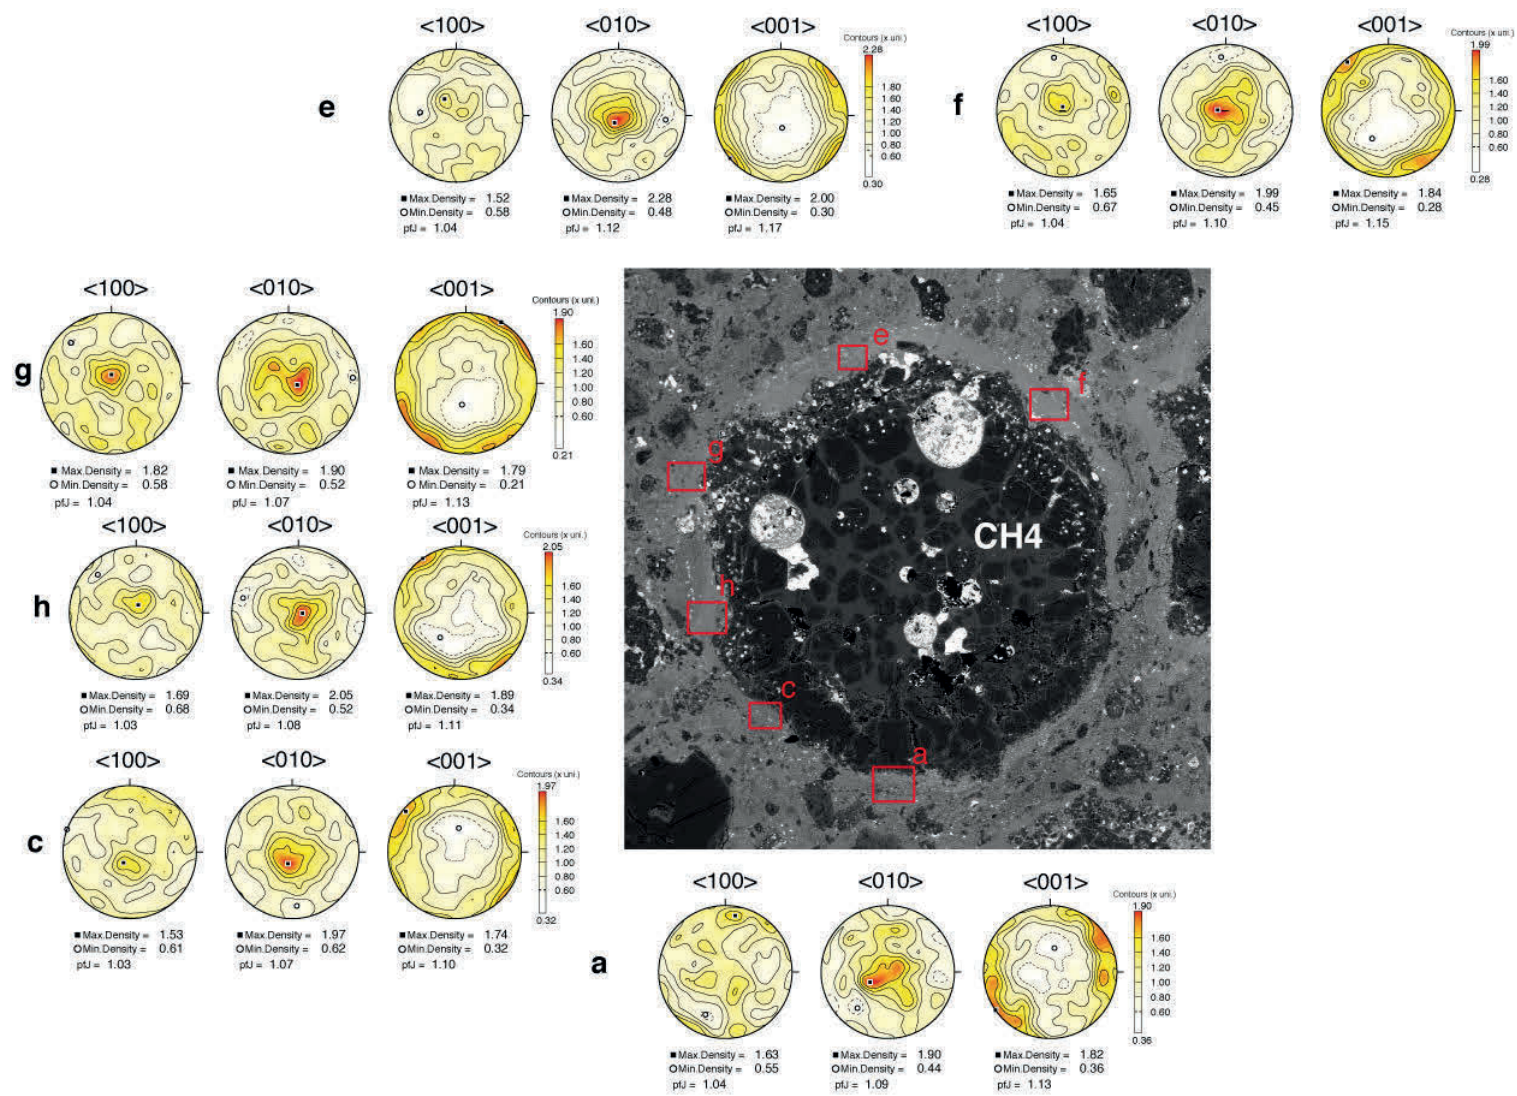 <100> <010> <001>
Contours (x uni.)
2.28
1.80
1.60
1.40
1.20
1.00
0.80
0.60
0.30
e
Max.Density = 1.52
Min.Density = 0.58
pfJ = 1.04
Max.Density = 2.28
Min.Density = 0.48
pfJ = 1.12
Max.Density = 2.00
Min.Density = 0.30
pfJ = 1.17
<100> <010> <001>
Contours (x uni.)
1.99
1.60
1.40
1.20
1.00
0.80
0.60
0.28
f
Max.Density = 1.65
Min.Density = 0.67
pfJ = 1.04
Max.Density = 1.99
Min.Density = 0.45
pfJ = 1.10
Max.Density = 1.84
Min.Density = 0.28
pfJ = 1.15
<100> <010> <001>
Contours (x uni.)
1.90
1.60
1.40
1.20
1.00
0.80
0.60
0.21
g
Max.Density = 1.82
Min.Density = 0.58
pfJ = 1.04
Max.Density = 1.90
Min.Density = 0.52
pfJ = 1.07
Max.Density = 1.79
Min.Density = 0.21
pfJ = 1.13
e
f
g
CH4
h
c
a
<100> <010> <001>
Contours (x uni.)
2.05
1.60
1.40
1.20
1.00
0.80
0.60
0.34
h
Max.Density = 1.69
Min.Density = 0.68
pfJ = 1.03
Max.Density = 2.05
Min.Density = 0.52
pfJ = 1.08
Max.Density = 1.89
Min.Density = 0.34
pfJ = 1.11
<100> <010> <001>
Contours (x uni.)
1.97
1.60
1.40
1.20
1.00
0.80
0.60
0.32
c
Max.Density = 1.53
Min.Density = 0.61
pfJ = 1.03
Max.Density = 1.97
Min.Density = 0.62
pfJ = 1.07
Max.Density = 1.74
Min.Density = 0.32
pfJ = 1.10
<100> <010> <001>
Contours (x uni.)
1.90
1.60
1.40
1.20
1.00
0.80
0.60
0.36
a
Max.Density = 1.63
Min.Density = 0.55
pfJ = 1.04
Max.Density = 1.90
Min.Density = 0.44
pfJ = 1.09
Max.Density = 1.82
Min.Density = 0.36
pfJ = 1.13